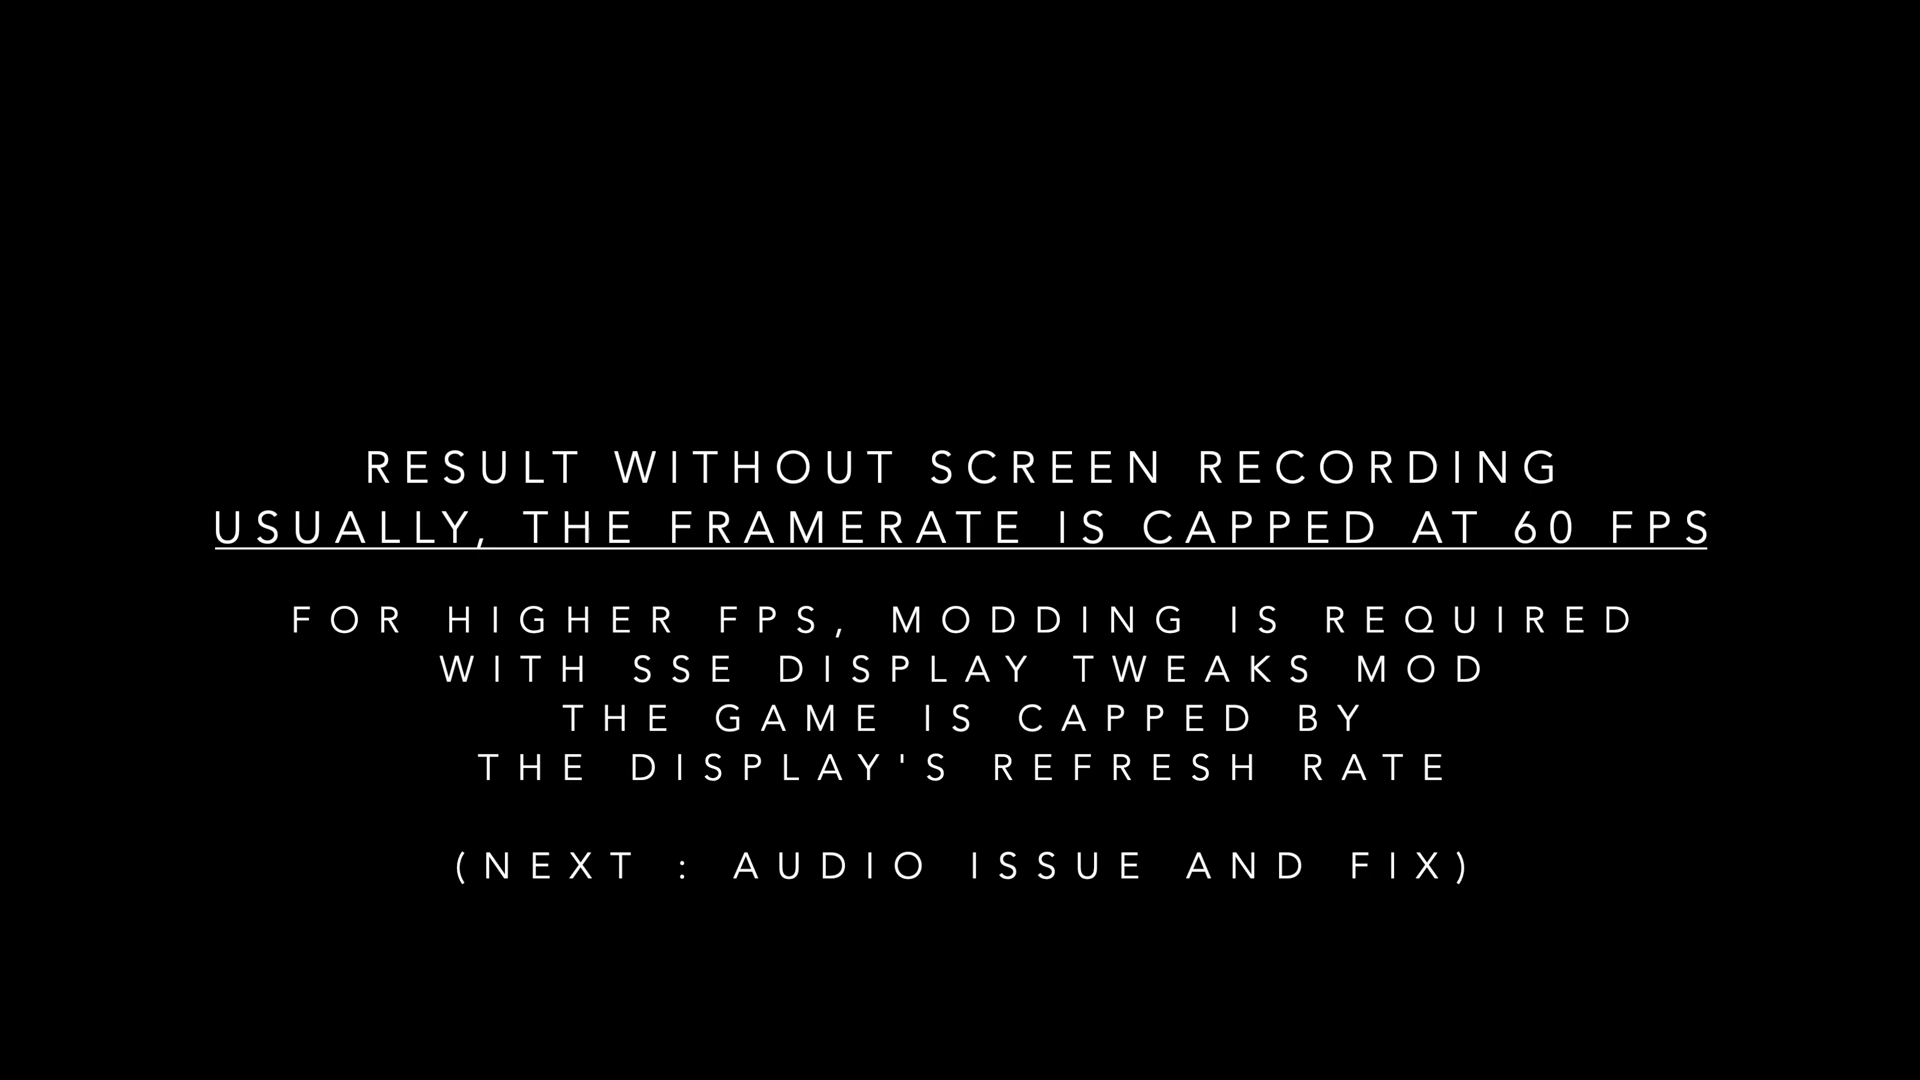 RESULT WITHOUT SCREEN RECORDING
USUALLY, THE FRAMERATE IS CAPPED AT 60 FPS
FOR HIGHER FPS, MODDING IS REQUIRED
WITH SSE DISPLAY TWEAKS MOD
THE GAME IS CAPPED BY
THE DISPLAY'S REFRESH RATE
(NEXT : AUDIO ISSUE AND FIX)